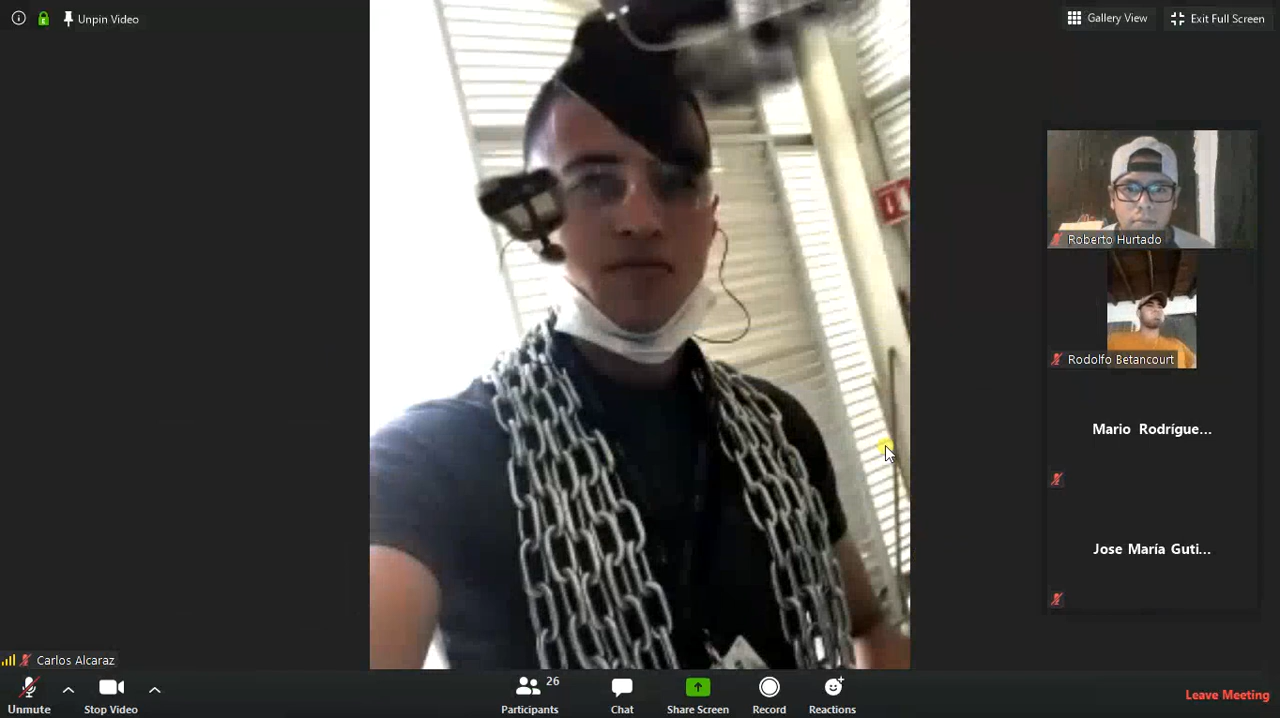 Unpin Video
Gallery View
Exit Full Screen
Roberto Hurtado
Rodolfo Betancourt
Mario Rodrígue...
Jose María Guti...
Carlos Alcaraz
Unmute
Stop Video
26
Participants
Chat
Share Screen
Record
Reactions
Leave Meeting